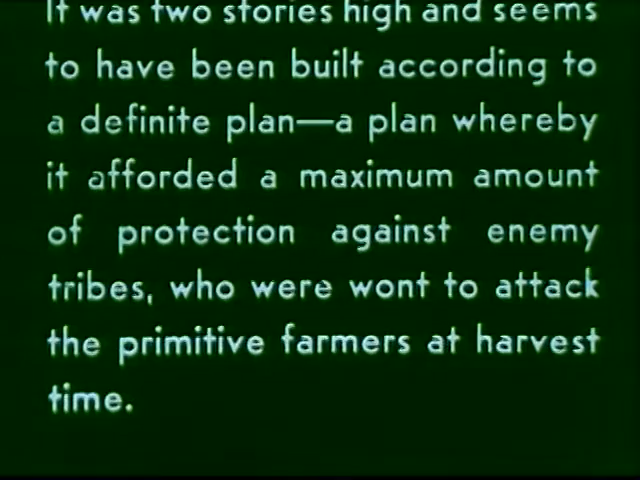 It was two stories high and seems
to have been built according to
a definite plan—a plan whereby
it afforded a maximum amount
of protection against enemy
tribes, who were wont to attack
the primitive farmers at harvest
time.